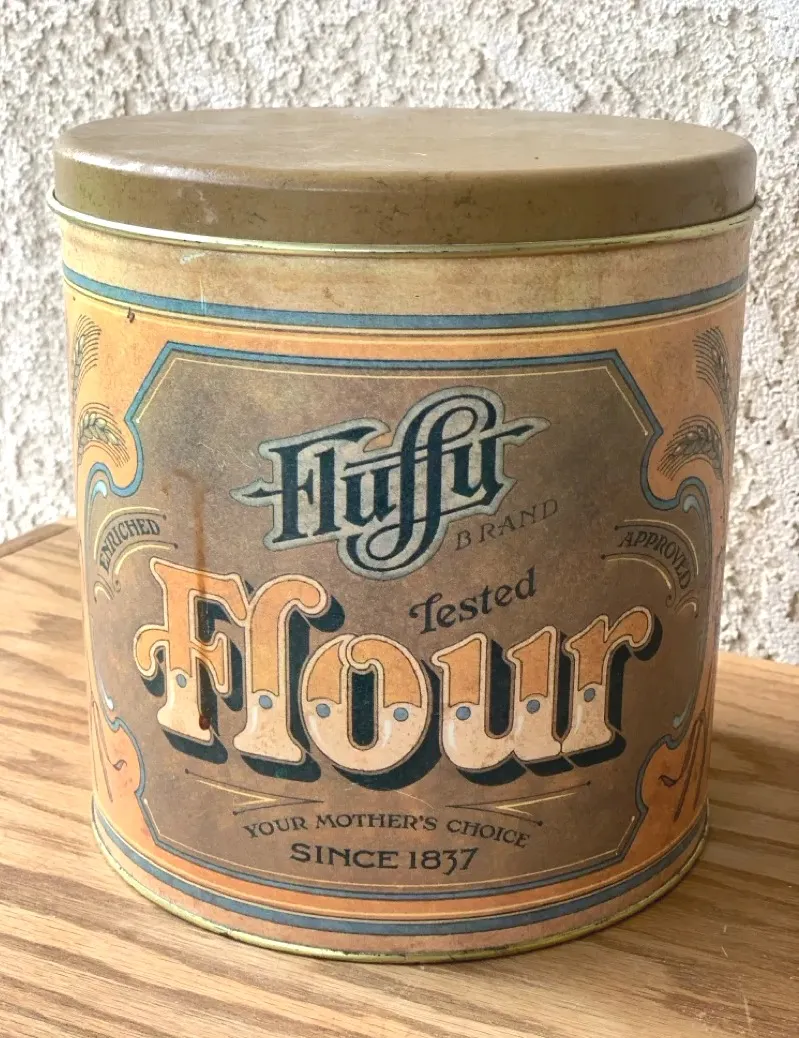 Fluffy
BRAND
ENRICHED
APPROVED
Tested
Flour
YOUR MOTHER'S CHOICE
SINCE 1837